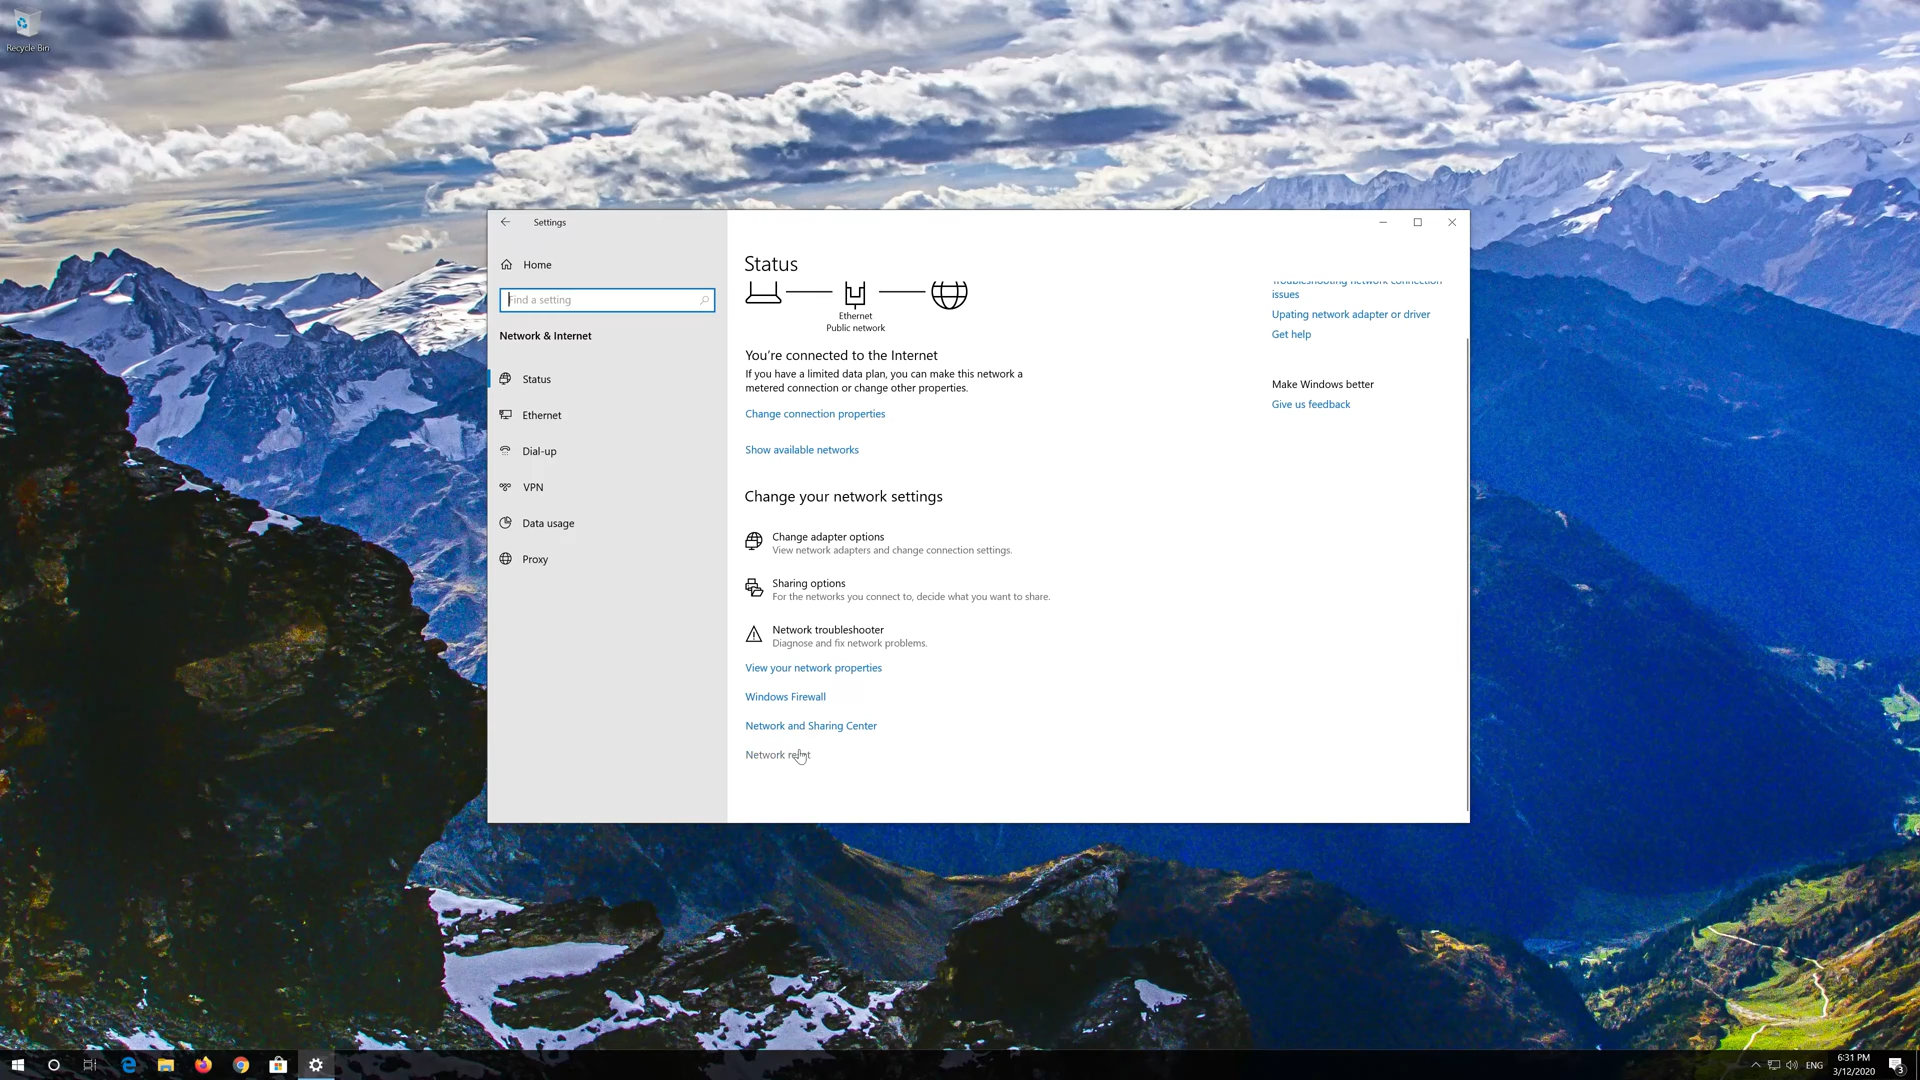 Recycle Bin
Settings
Home
Find a setting
Network & Internet
Status
Ethernet
Dial-up
VPN
Data usage
Proxy
Status
Ethernet
Public network
You're connected to the Internet
If you have a limited data plan, you can make this network a
metered connection or change other properties.
Change connection properties
Show available networks
Change your network settings
Change adapter options
View network adapters and change connection settings.
Sharing options
For the networks you connect to, decide what you want to share.
Network troubleshooter
Diagnose and fix network problems.
View your network properties
Windows Firewall
Network and Sharing Center
Network reset
Troubleshooting network connection
issues
Upating network adapter or driver
Get help
Make Windows better
Give us feedback
ENG
6:31 PM
3/12/2020
3